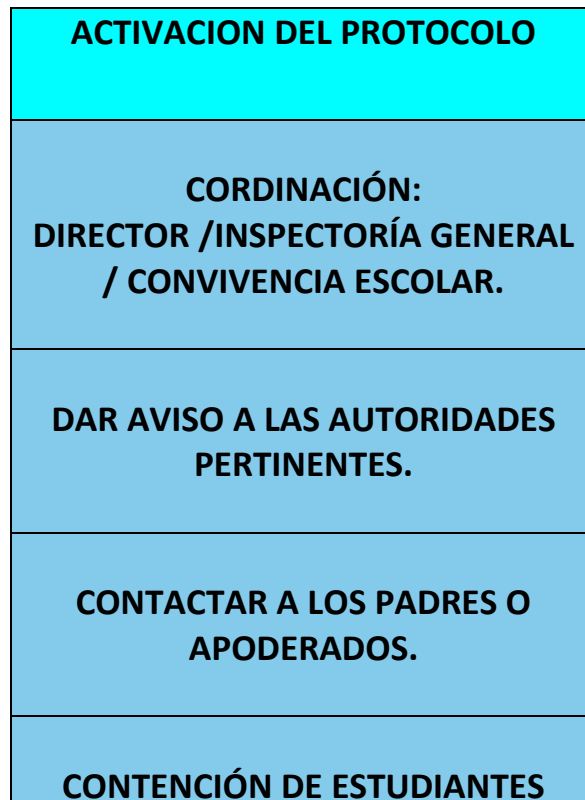 ACTIVACION DEL PROTOCOLO
CORDINACIÓN:
DIRECTOR /INSPECTORÍA GENERAL
/ CONVIVENCIA ESCOLAR.
DAR AVISO A LAS AUTORIDADES
PERTINENTES.
CONTACTAR A LOS PADRES O
APODERADOS.
CONTENCIÓN DE ESTUDIANTES